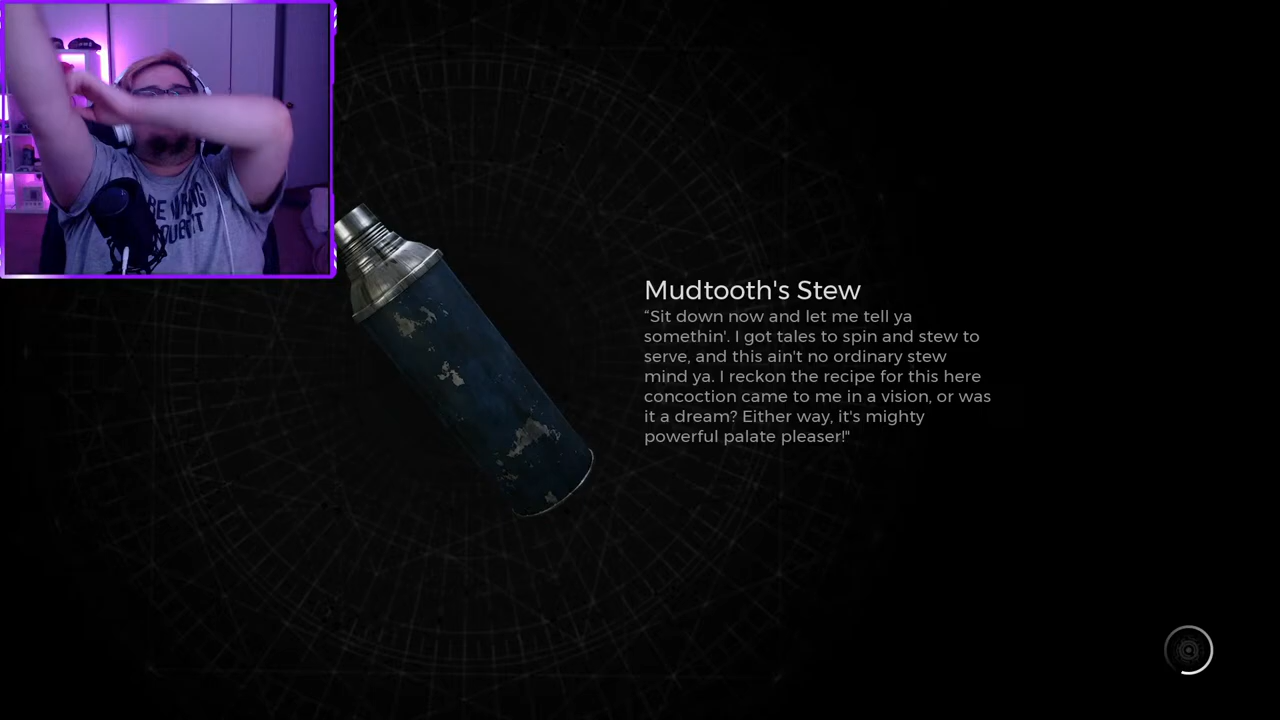 Mudtooth's Stew
“Sit down now and let me tell ya
somethin'. I got tales to spin and stew to
serve, and this ain't no ordinary stew
mind ya. I reckon the recipe for this here
concoction came to me in a vision, or was
it a dream? Either way, it's mighty
powerful palate pleaser!"